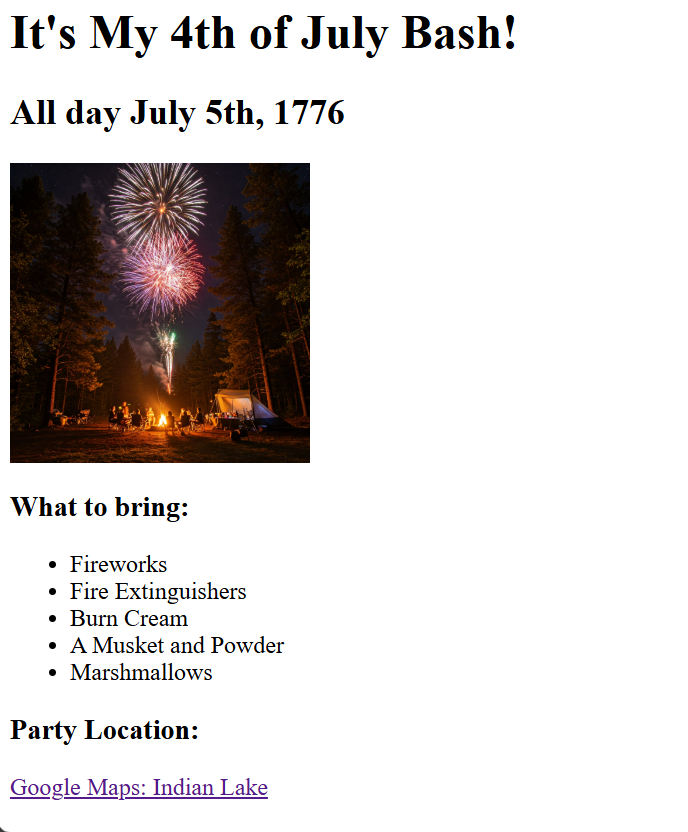 It's My 4th of July Bash!
All day July 5th, 1776
What to bring:
Fireworks
Fire Extinguishers
Burn Cream
A Musket and Powder
Marshmallows
Party Location:
Google Maps: Indian Lake